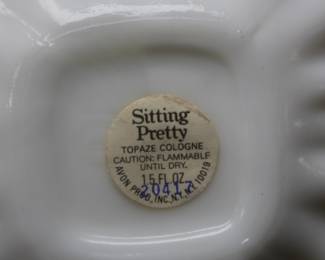 Sitting
Pretty
TOPAZE COLOGNE
CAUTION: FLAMMABLE
UNTIL DRY.
1.5 FL OZ
20417
AVON PROD., INC. N.Y., N.Y. 10019